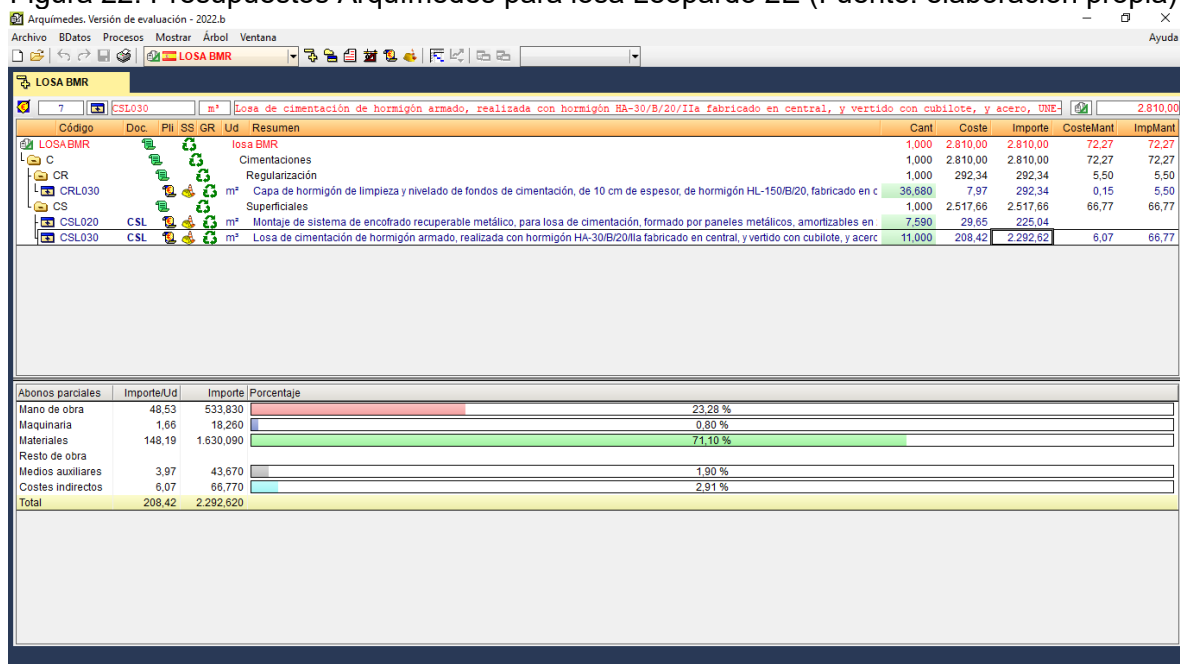 Figura 22. Presupuestos Arquímedes para losa Leopardo 2E (Fuente: elaboración propia)
Arquímedes. Versión de evaluación - 2022.b
Archivo BDatos Procesos Mostrar Árbol Ventana Ayuda
LOSA BMR
LOSA BMR
7 CSL030 m³ Losa de cimentación de hormigón armado, realizada con hormigón HA-30/B/20/IIa fabricado en central, y vertido con cubilote, y acero, UNE- 2.810,00
Código Doc. Pli SS GR Ud Resumen Cant Coste Importe CosteMant ImpMant
LOSABMR losa BMR 1,000 2.810,00 2.810,00 72,27 72,27
C Cimentaciones 1,000 2.810,00 2.810,00 72,27 72,27
CR Regularización 1,000 292,34 292,34 5,50 5,50
CRL030 m² Capa de hormigón de limpieza y nivelado de fondos de cimentación, de 10 cm de espesor, de hormigón HL-150/B/20, fabricado en c 36,680 7,97 292,34 0,15 5,50
CS Superficiales 1,000 2.517,66 2.517,66 66,77 66,77
CSL020 CSL m² Montaje de sistema de encofrado recuperable metálico, para losa de cimentación, formado por paneles metálicos, amortizables en 7,590 29,65 225,04
CSL030 CSL m³ Losa de cimentación de hormigón armado, realizada con hormigón HA-30/B/20/IIa fabricado en central, y vertido con cubilote, y acerc 11,000 208,42 2.292,62 6,07 66,77
Abonos parciales Importe/Ud Importe Porcentaje
Mano de obra 48,53 533,830 23,28 %
Maquinaria 1,66 18,260 0,80 %
Materiales 148,19 1.630,090 71,10 %
Resto de obra
Medios auxiliares 3,97 43,670 1,90 %
Costes indirectos 6,07 66,770 2,91 %
Total 208,42 2.292,620